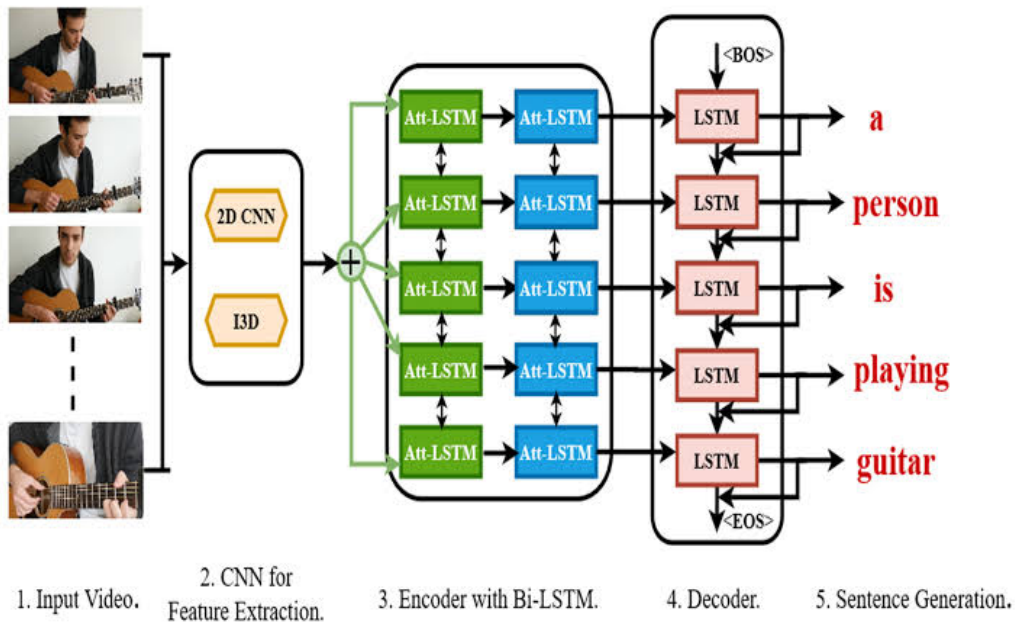 <BOS>
Att-LSTM Att-LSTM LSTM a
2D CNN Att-LSTM Att-LSTM LSTM person
+
Att-LSTM Att-LSTM LSTM is
I3D
Att-LSTM Att-LSTM LSTM playing
Att-LSTM Att-LSTM LSTM guitar
<EOS>
1. Input Video.
2. CNN for
Feature Extraction.
3. Encoder with Bi-LSTM.
4. Decoder.
5. Sentence Generation.